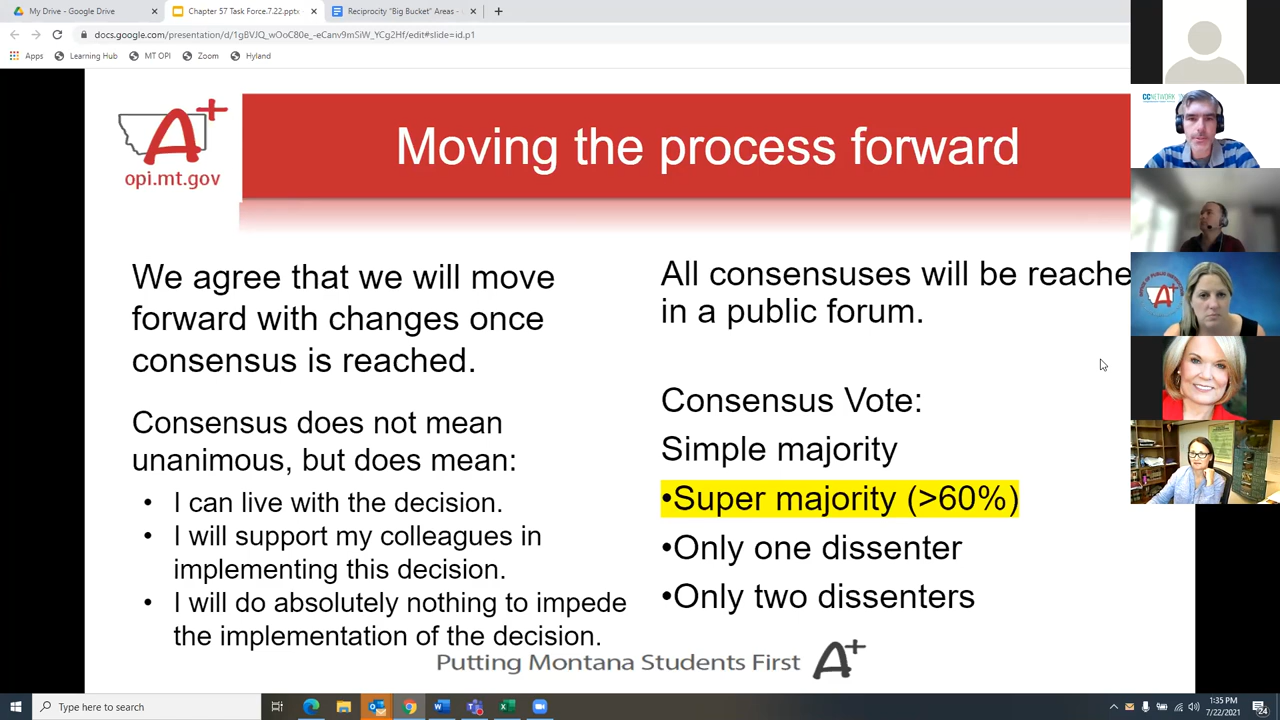 My Drive - Google Drive
Chapter 57 Task Force.7.22.pptx
Reciprocity "Big Bucket" Areas -
docs.google.com/presentation/d/1gBVJQ_wOoC80e_-eCanv9mSiW_YCg2Hf/edit#slide=id.p1
Apps
Learning Hub
MT OPI
Zoom
Hyland
A+
opi.mt.gov
Moving the process forward
We agree that we will move
forward with changes once
consensus is reached.
Consensus does not mean
unanimous, but does mean:
• I can live with the decision.
• I will support my colleagues in
implementing this decision.
• I will do absolutely nothing to impede
the implementation of the decision.
All consensuses will be reache
in a public forum.
Consensus Vote:
Simple majority
•Super majority (>60%)
•Only one dissenter
•Only two dissenters
Putting Montana Students First A+
CCNETWORK
Type here to search
1:35 PM
7/22/2021
24